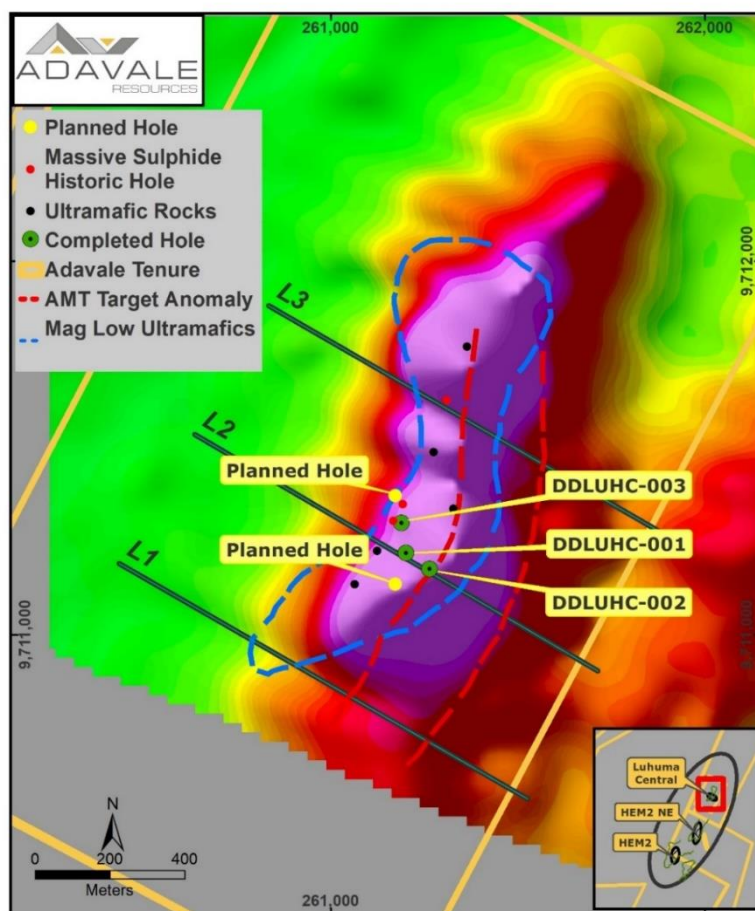 261,000
262,000
ADAVALE
RESOURCES
Planned Hole
Massive Sulphide
Historic Hole
Ultramafic Rocks
Completed Hole
Adavale Tenure
AMT Target Anomaly
Mag Low Ultramafics
9,712,000
L3
L2
L1
Planned Hole
DDLUHC-003
DDLUHC-001
Planned Hole
DDLUHC-002
9,711,000
9,711,000
Luhuma
Central
HEM2 NE
HEM2
N
0
200
400
Meters
261,000